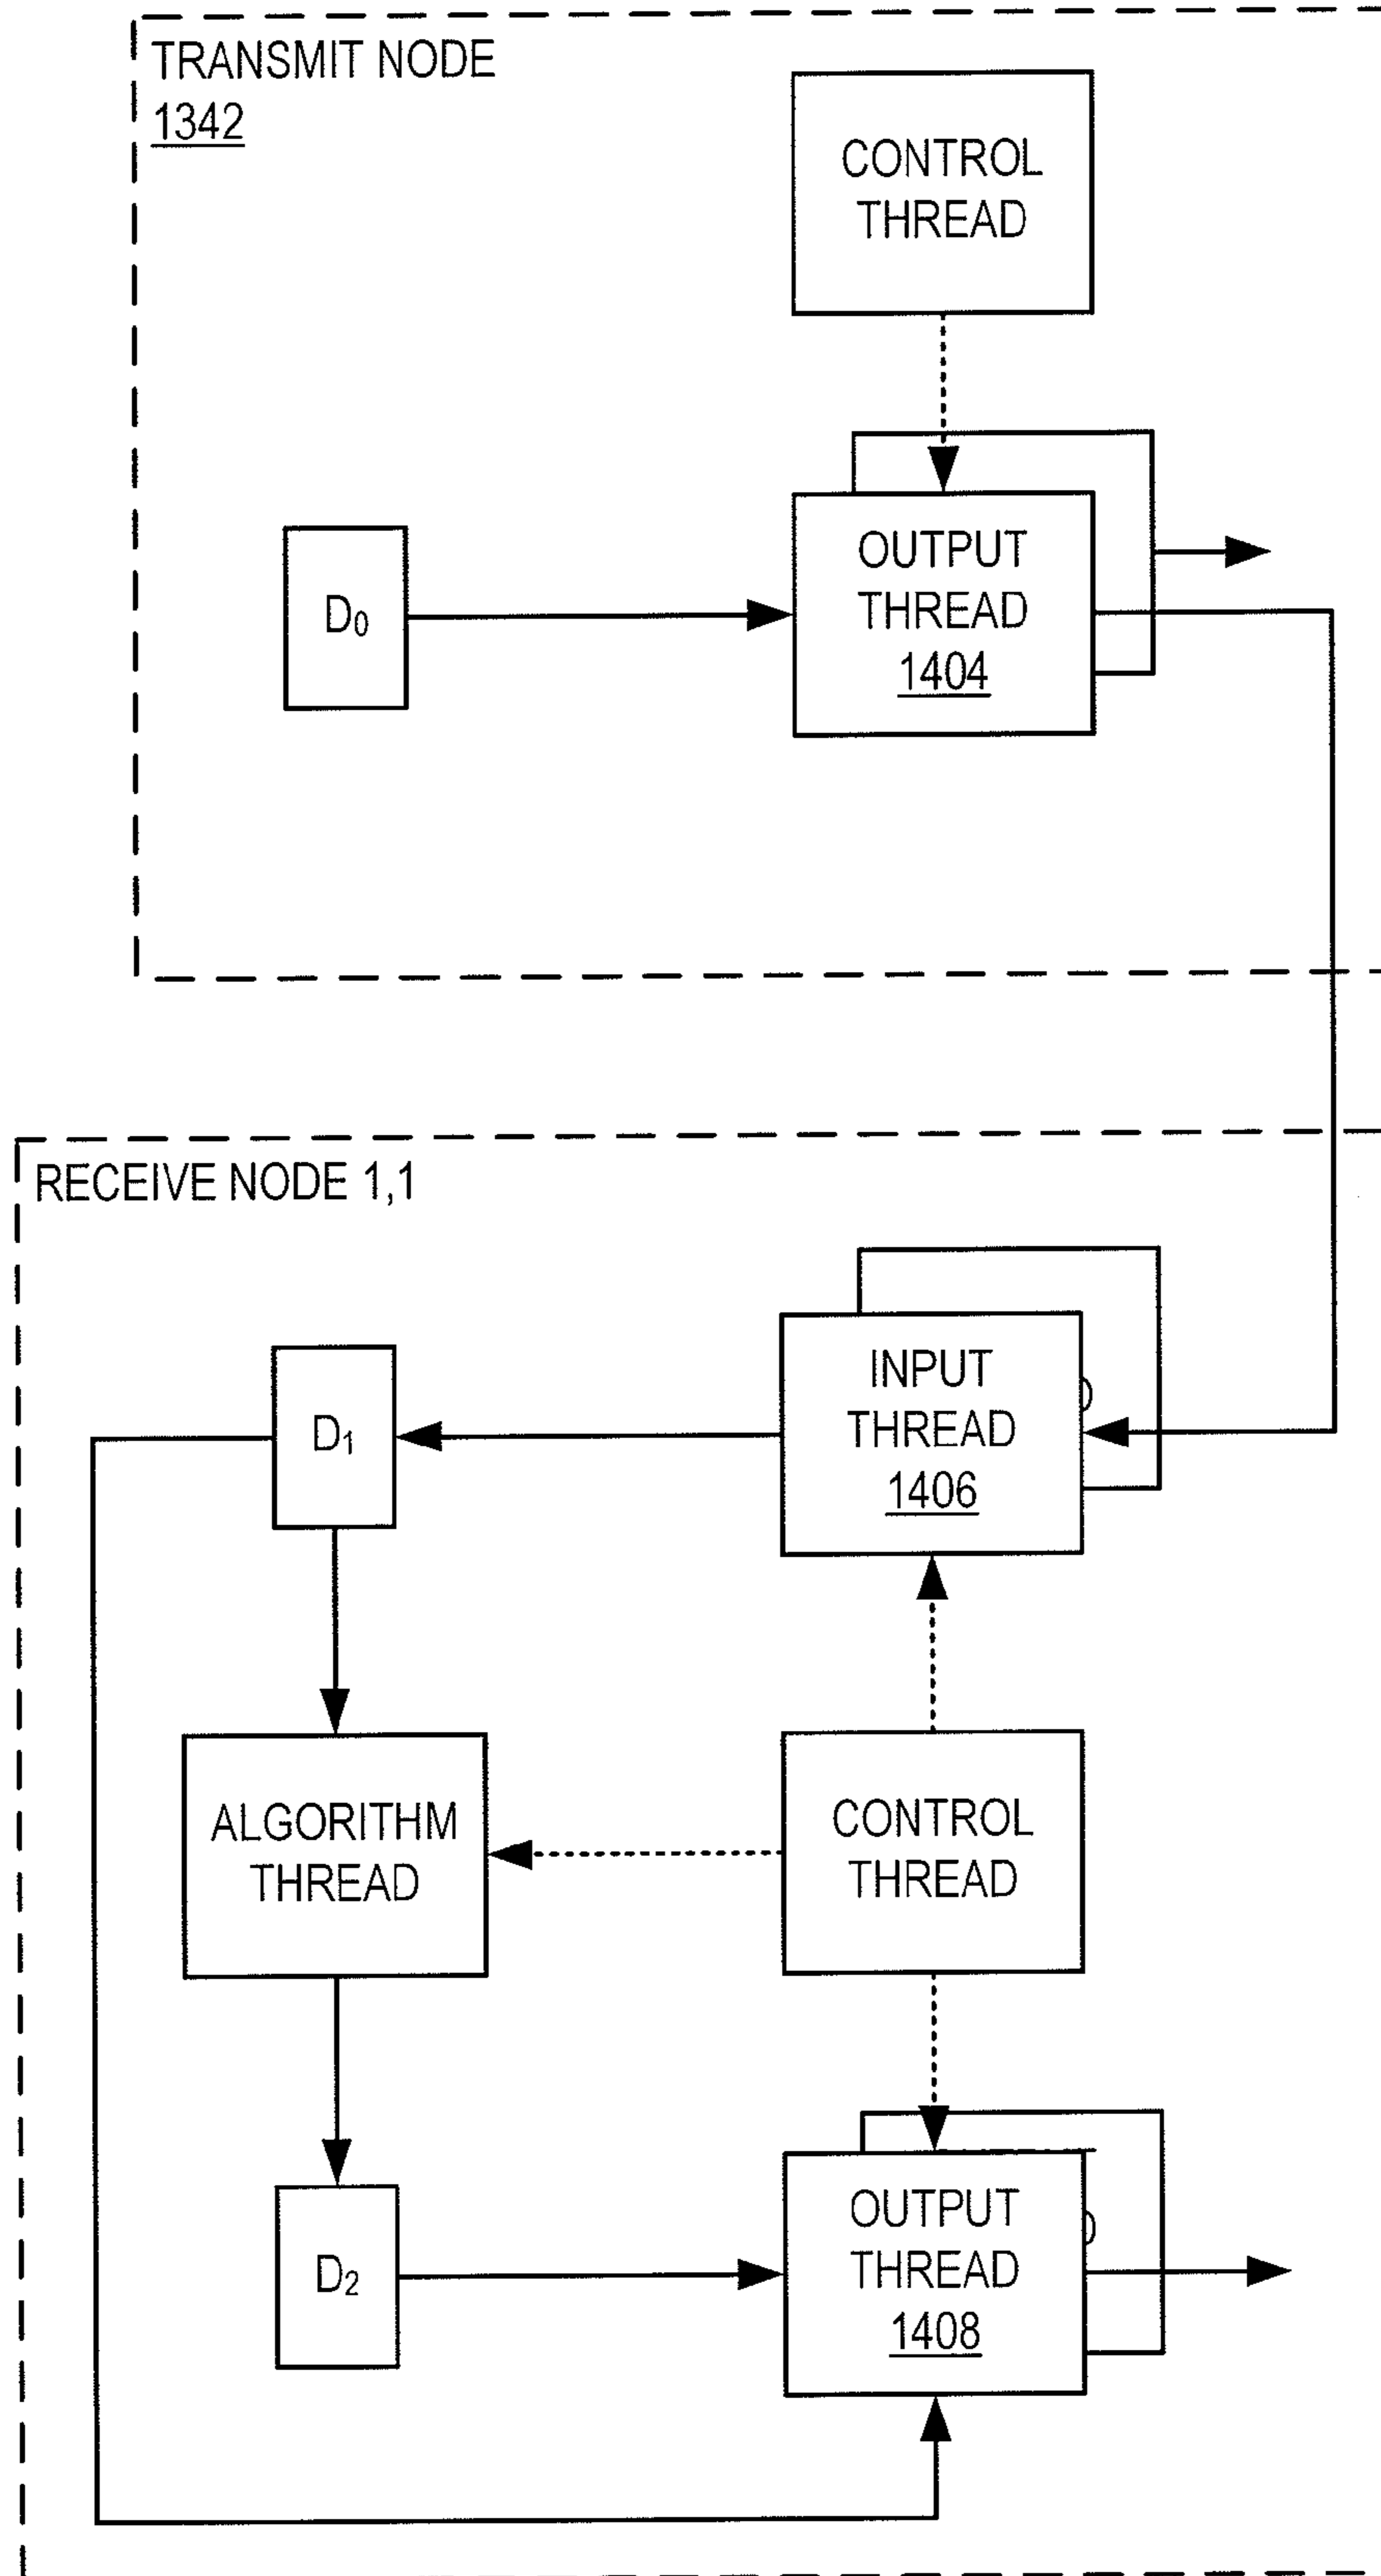 TRANSMIT NODE
1342
CONTROL
THREAD
D₀
OUTPUT
THREAD
1404
RECEIVE NODE 1,1
D₁
INPUT
THREAD
1406
ALGORITHM
THREAD
CONTROL
THREAD
D₂
OUTPUT
THREAD
1408